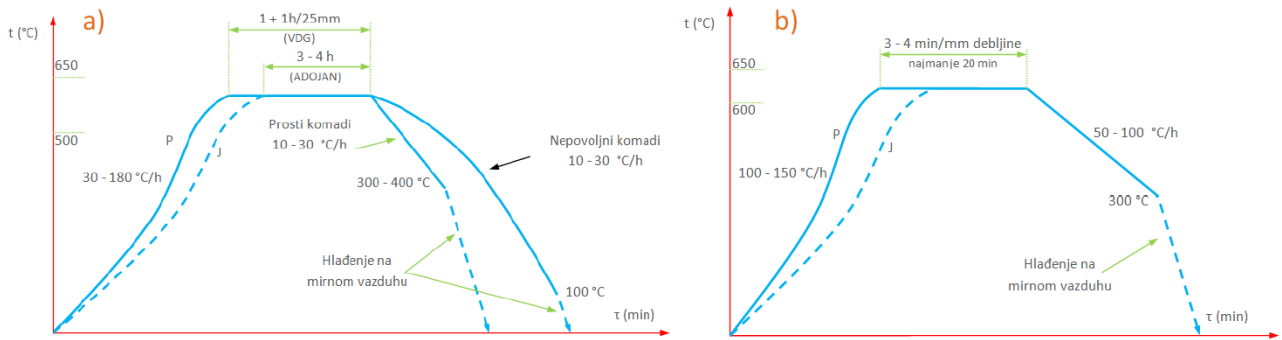 a)
t (°C)
1 + 1h/25mm
(VDG)
3 - 4 h
(ADOJAN)
650
500
P
J
30 - 180 °C/h
Prosti komadi
10 - 30 °C/h
Nepovoljni komadi
10 - 30 °C/h
300 - 400 °C
Hlađenje na
mirnom vazduhu
100 °C
τ (min)
b)
t (°C)
3 - 4 min/mm debljine
najmanje 20 min
650
600
P
J
100 - 150 °C/h
50 - 100 °C/h
300 °C
Hlađenje na
mirnom vazduhu
τ (min)